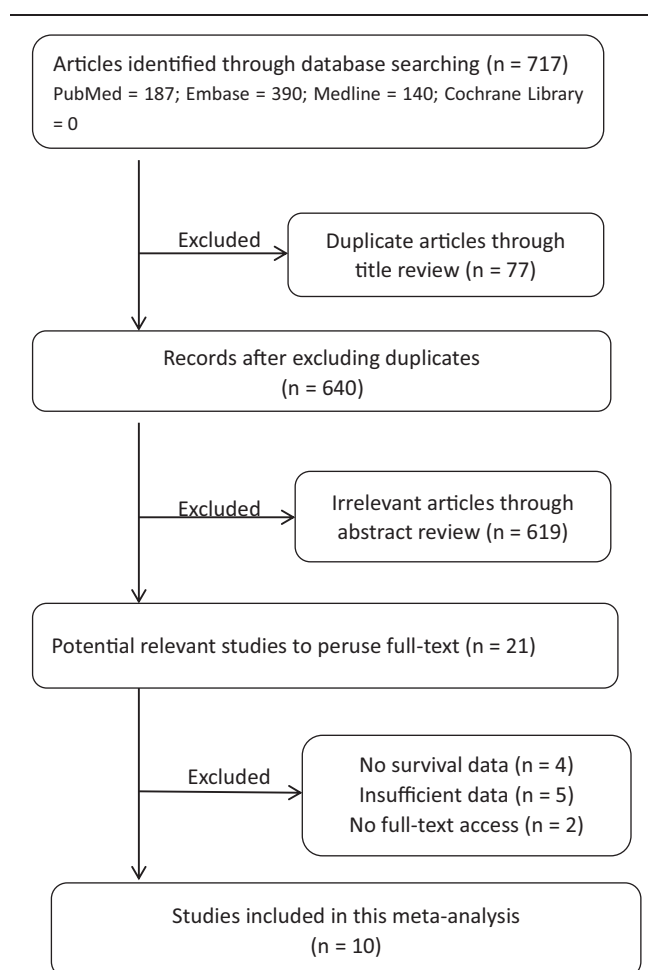 Articles identified through database searching (n = 717)
PubMed = 187; Embase = 390; Medline = 140; Cochrane Library
= 0
Excluded
Duplicate articles through
title review (n = 77)
Records after excluding duplicates
(n = 640)
Excluded
Irrelevant articles through
abstract review (n = 619)
Potential relevant studies to peruse full-text (n = 21)
Excluded
No survival data (n = 4)
Insufficient data (n = 5)
No full-text access (n = 2)
Studies included in this meta-analysis
(n = 10)